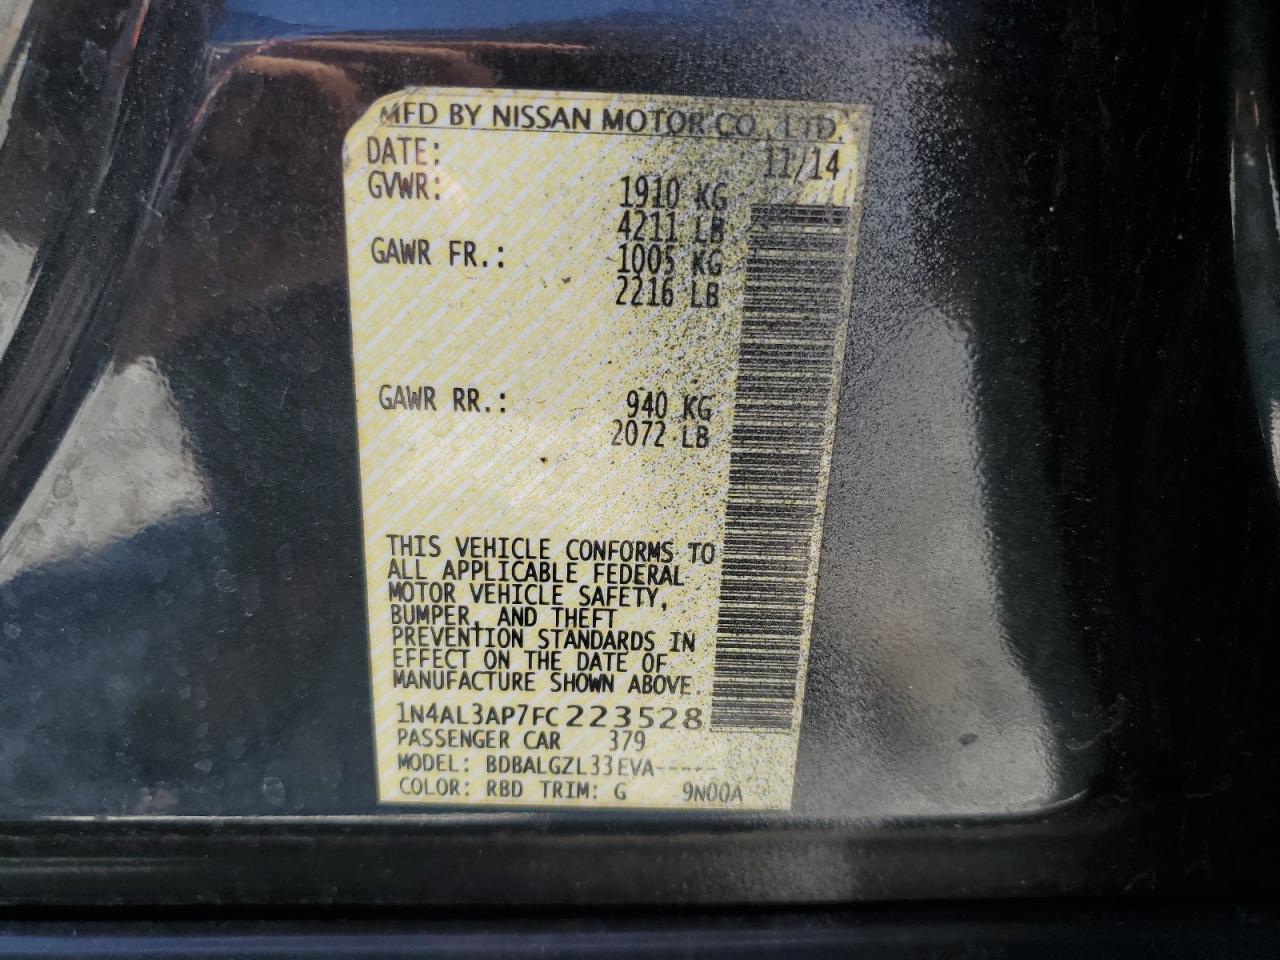 MFD BY NISSAN MOTOR CO., LTD.
DATE: 11/14
GVWR: 1910 KG
4211 LB
GAWR FR.: 1005 KG
2216 LB
GAWR RR.: 940 KG
2072 LB
THIS VEHICLE CONFORMS TO
ALL APPLICABLE FEDERAL
MOTOR VEHICLE SAFETY,
BUMPER, AND THEFT
PREVENTION STANDARDS IN
EFFECT ON THE DATE OF
MANUFACTURE SHOWN ABOVE.
1N4AL3AP7FC223528
PASSENGER CAR 379
MODEL: BDBALGZL33EVA-----
COLOR: RBD TRIM: G 9N00A